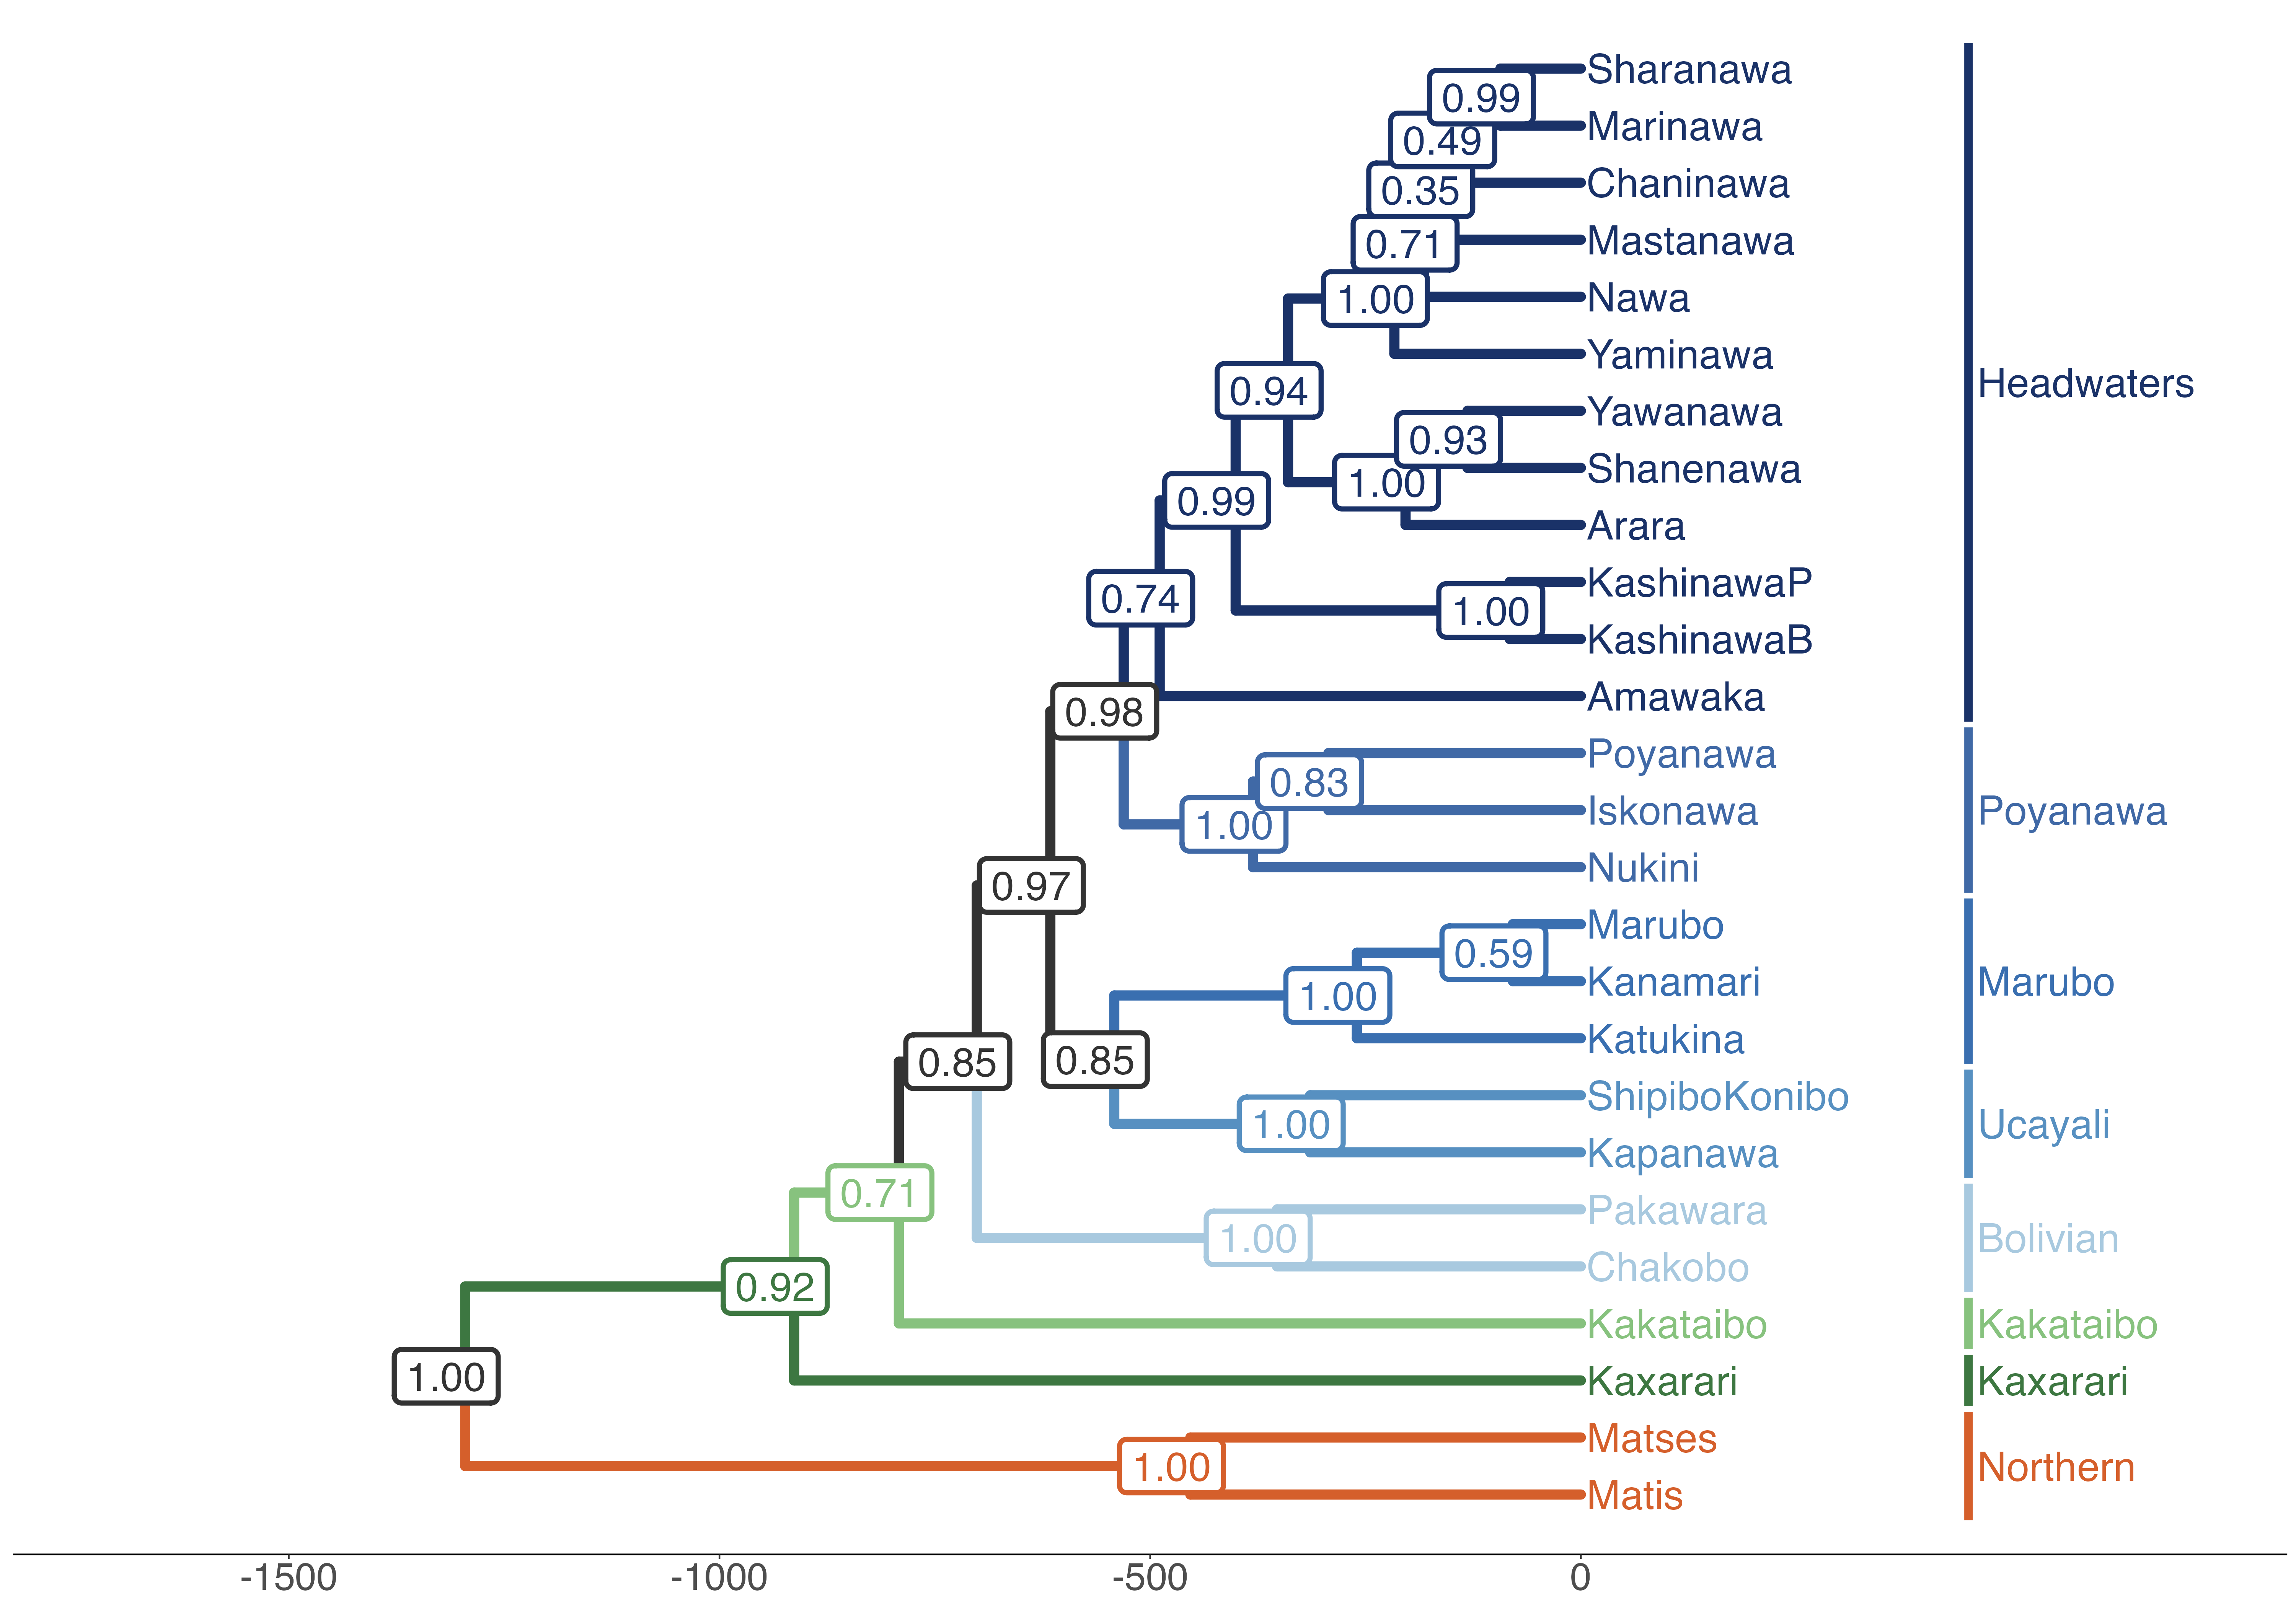 Sharanawa
0.99
Marinawa
0.49
Chaninawa
0.35
Mastanawa
0.71
Nawa
1.00
Yaminawa
Headwaters
0.94
Yawanawa
0.93
Shanenawa
1.00
0.99
Arara
KashinawaP
0.74
1.00
KashinawaB
Amawaka
0.98
Poyanawa
0.83
Iskonawa
Poyanawa
1.00
Nukini
0.97
Marubo
0.59
Kanamari
Marubo
1.00
Katukina
0.85
0.85
ShipiboKonibo
1.00
Ucayali
Kapanawa
0.71
Pakawara
1.00
Bolivian
Chakobo
0.92
Kakataibo
Kakataibo
1.00
Kaxarari
Kaxarari
Matses
1.00
Northern
Matis
-1500
-1000
-500
0